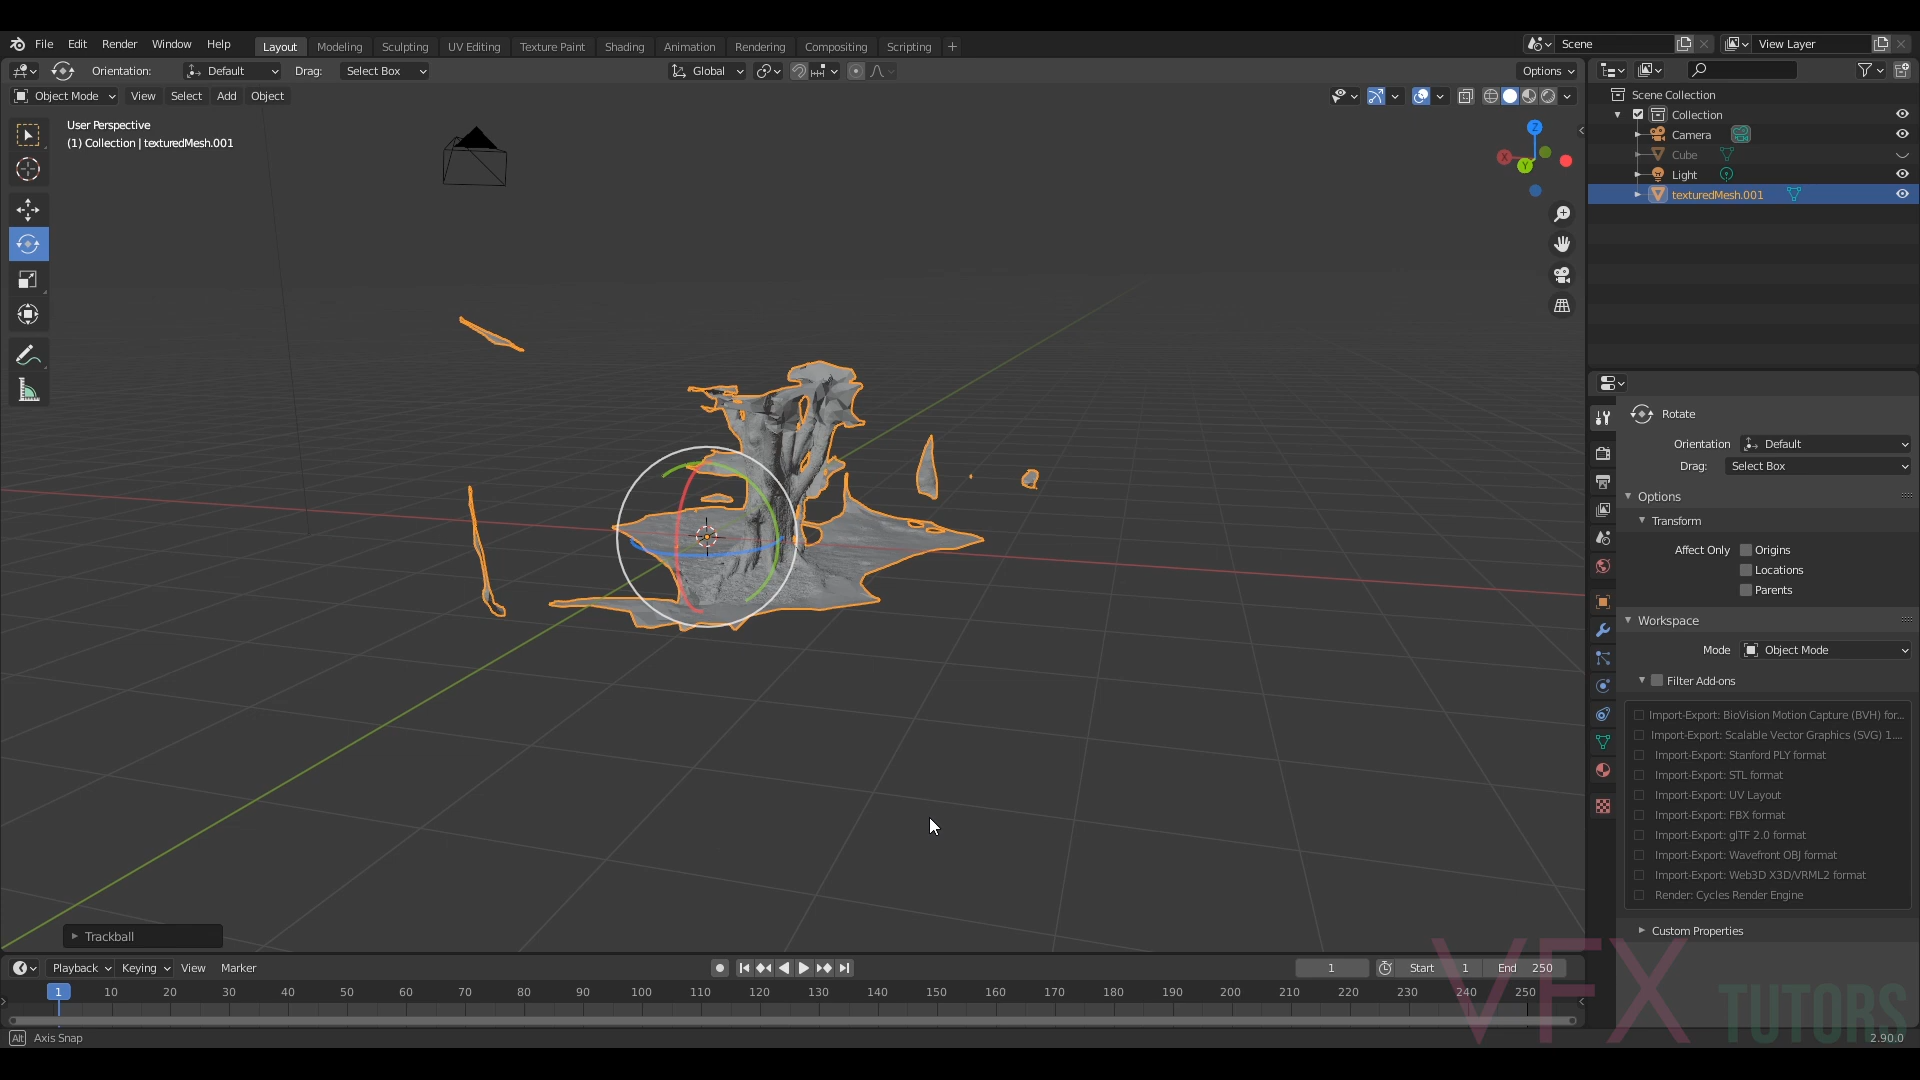 File Edit Render Window Help Layout Modeling Sculpting UV Editing Texture Paint Shading Animation Rendering Compositing Scripting + Scene View Layer
Orientation: Default Drag: Select Box Global Options
Object Mode View Select Add Object
User Perspective
(1) Collection | texturedMesh.001
Z
X
Y
Scene Collection
Collection
Camera
Cube
Light
texturedMesh.001
Rotate
Orientation Default
Drag: Select Box
Options
Transform
Affect Only Origins
Locations
Parents
Workspace
Mode Object Mode
Filter Add-ons
Import-Export: BioVision Motion Capture (BVH) for...
Import-Export: Scalable Vector Graphics (SVG) 1....
Import-Export: Stanford PLY format
Import-Export: STL format
Import-Export: UV Layout
Import-Export: FBX format
Import-Export: glTF 2.0 format
Import-Export: Wavefront OBJ format
Import-Export: Web3D X3D/VRML2 format
Render: Cycles Render Engine
Custom Properties
Trackball
Playback Keying View Marker 1 Start 1 End 250
1 10 20 30 40 50 60 70 80 90 100 110 120 130 140 150 160 170 180 190 200 210 220 230 240 250
Alt Axis Snap
VFX TUTORS
2.90.0